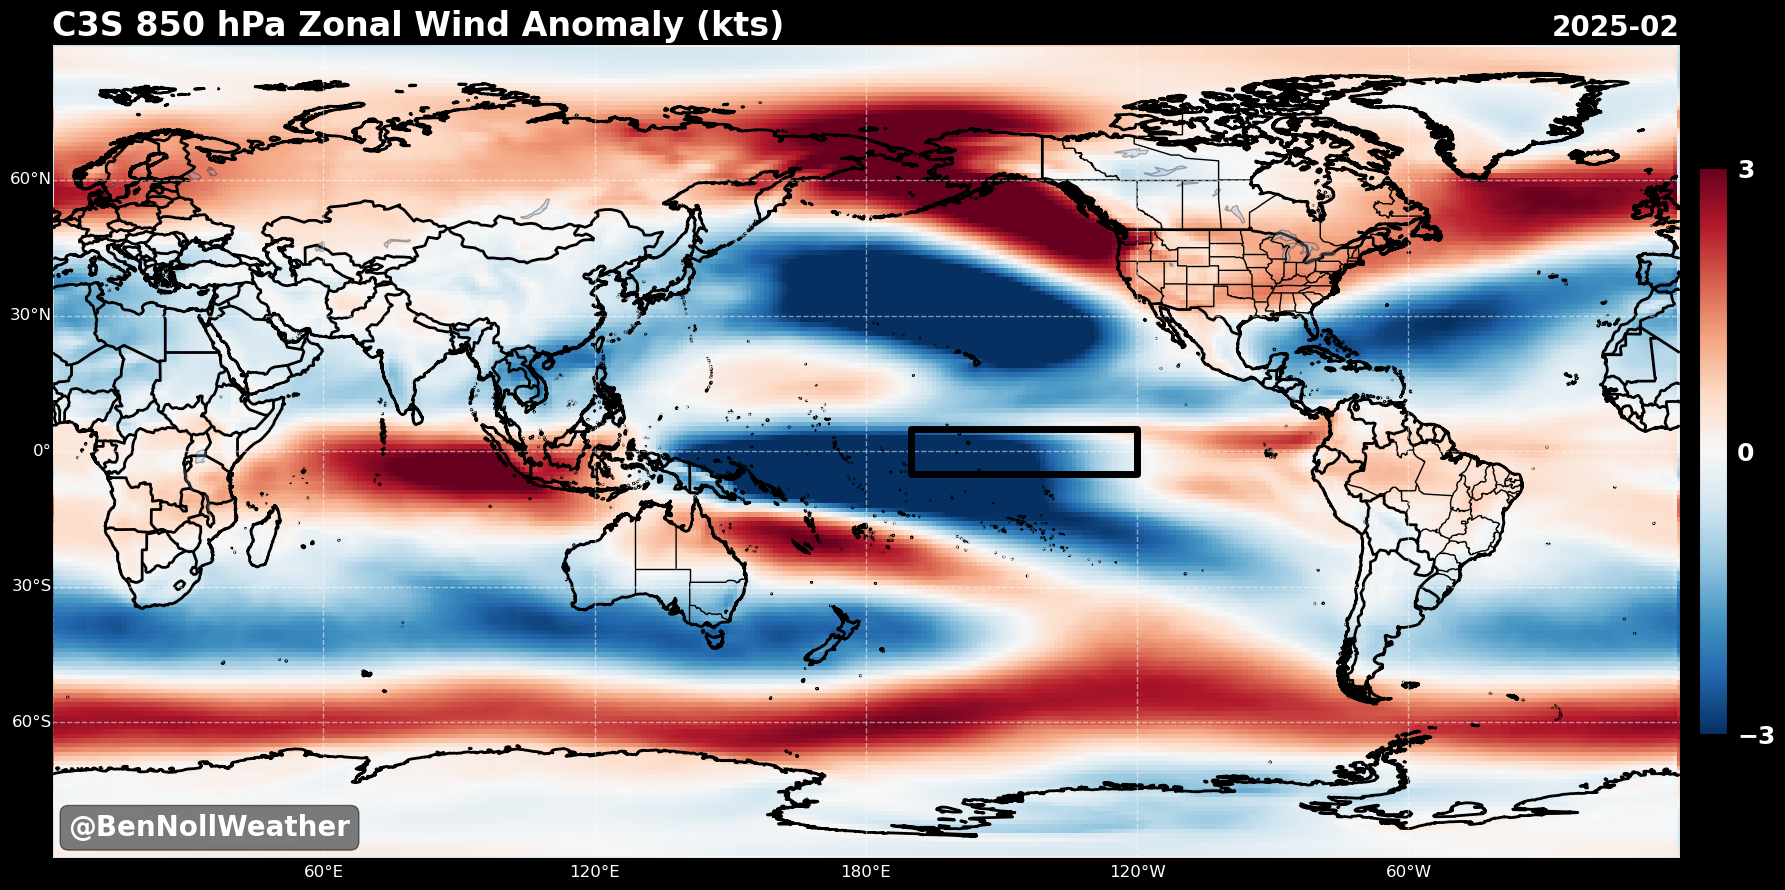 C3S 850 hPa Zonal Wind Anomaly (kts)
2025-02
60°N
30°N
0°
30°S
60°S
60°E
120°E
180°E
120°W
60°W
3
0
−3
@BenNollWeather